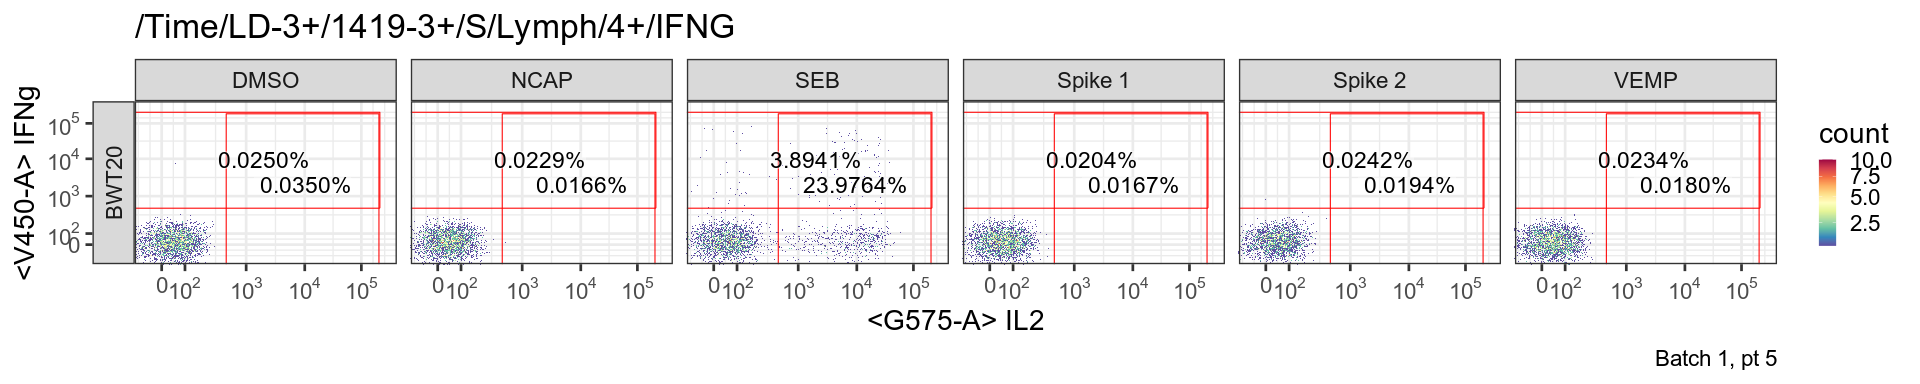 /Time/LD-3+/1419-3+/S/Lymph/4+/IFNG
DMSO NCAP SEB Spike 1 Spike 2 VEMP
<V450-A> IFNg
BWT20
10^5
10^4
10^3
10^2
0
0.0250% 0.0229% 3.8941% 0.0204% 0.0242% 0.0234%
0.0350% 0.0166% 23.9764% 0.0167% 0.0194% 0.0180%
count
10.0
7.5
5.0
2.5
0 10^2 10^3 10^4 10^5 0 10^2 10^3 10^4 10^5 0 10^2 10^3 10^4 10^5 0 10^2 10^3 10^4 10^5 0 10^2 10^3 10^4 10^5 0 10^2 10^3 10^4 10^5
<G575-A> IL2
Batch 1, pt 5